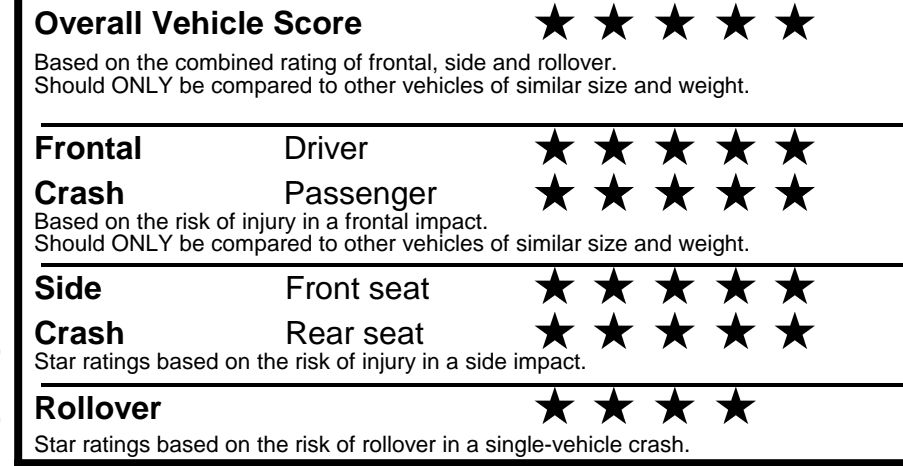 Overall Vehicle Score ★ ★ ★ ★ ★
Based on the combined rating of frontal, side and rollover.
Should ONLY be compared to other vehicles of similar size and weight.
Frontal Driver ★ ★ ★ ★ ★
Crash Passenger ★ ★ ★ ★ ★
Based on the risk of injury in a frontal impact.
Should ONLY be compared to other vehicles of similar size and weight.
Side Front seat ★ ★ ★ ★ ★
Crash Rear seat ★ ★ ★ ★ ★
Star ratings based on the risk of injury in a side impact.
Rollover ★ ★ ★ ★
Star ratings based on the risk of rollover in a single-vehicle crash.